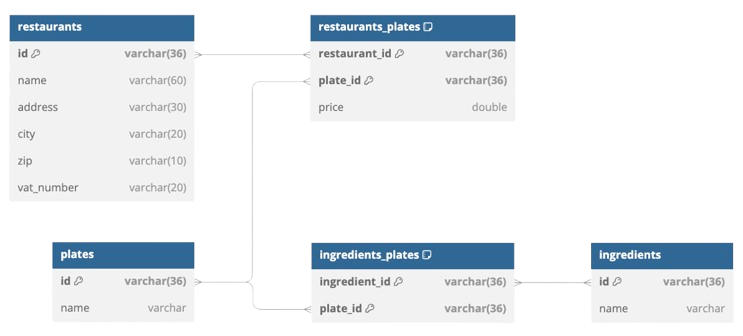 restaurants
id varchar(36)
name varchar(60)
address varchar(30)
city varchar(20)
zip varchar(10)
vat_number varchar(20)
restaurants_plates
restaurant_id varchar(36)
plate_id varchar(36)
price double
plates
id varchar(36)
name varchar
ingredients_plates
ingredient_id varchar(36)
plate_id varchar(36)
ingredients
id varchar(36)
name varchar